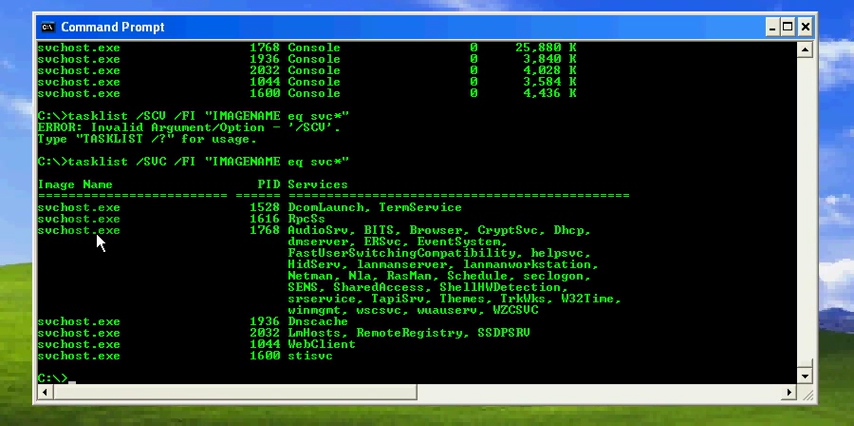 Command Prompt
svchost.exe 1768 Console 0 25,880 K
svchost.exe 1936 Console 0 3,840 K
svchost.exe 2032 Console 0 4,028 K
svchost.exe 1044 Console 0 3,584 K
svchost.exe 1600 Console 0 4,436 K
C:\>tasklist /SCV /FI "IMAGENAME eq svc*"
ERROR: Invalid Argument/Option - '/SCV'.
Type "TASKLIST /?" for usage.
C:\>tasklist /SVC /FI "IMAGENAME eq svc*"
Image Name PID Services
========================= ====== =============================================
svchost.exe 1528 DcomLaunch, TermService
svchost.exe 1616 RpcSs
svchost.exe 1768 AudioSrv, BITS, Browser, CryptSvc, Dhcp,
dmserver, ERSvc, EventSystem,
FastUserSwitchingCompatibility, helpsvc,
HidServ, lanmanserver, lanmanworkstation,
Netman, Nla, RasMan, Schedule, seclogon,
SENS, SharedAccess, ShellHWDetection,
srservice, TapiSrv, Themes, TrkWks, W32Time,
winmgmt, wscsvc, wuauserv, WZCSVC
svchost.exe 1936 Dnscache
svchost.exe 2032 LmHosts, RemoteRegistry, SSDPSRV
svchost.exe 1044 WebClient
svchost.exe 1600 stisvc
C:\>_